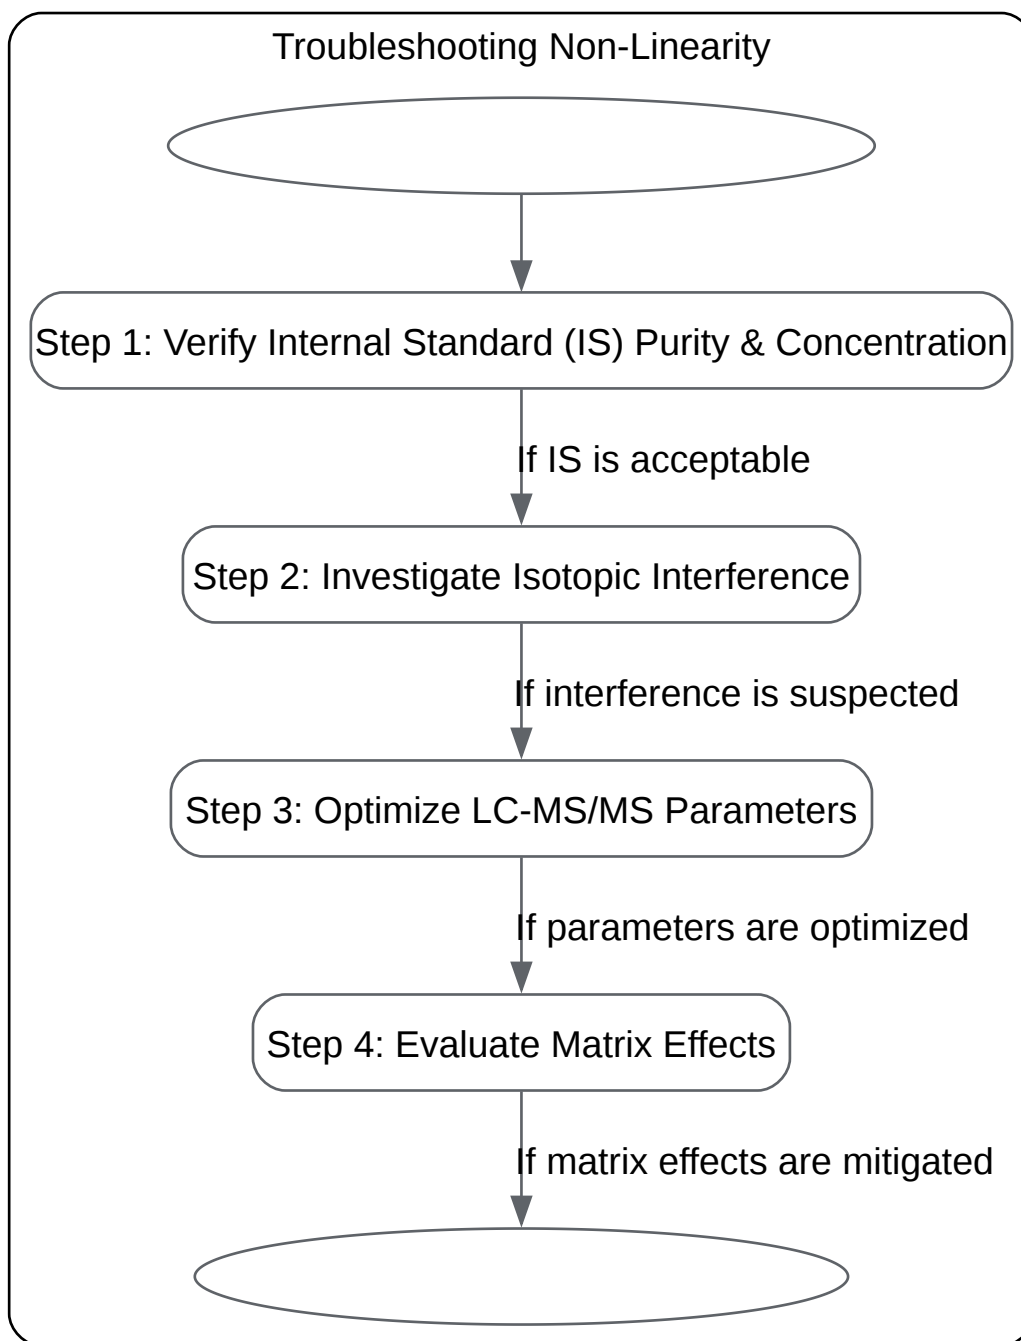 Troubleshooting Non-Linearity
Step 1: Verify Internal Standard (IS) Purity & Concentration
If IS is acceptable
Step 2: Investigate Isotopic Interference
If interference is suspected
Step 3: Optimize LC-MS/MS Parameters
If parameters are optimized
Step 4: Evaluate Matrix Effects
If matrix effects are mitigated